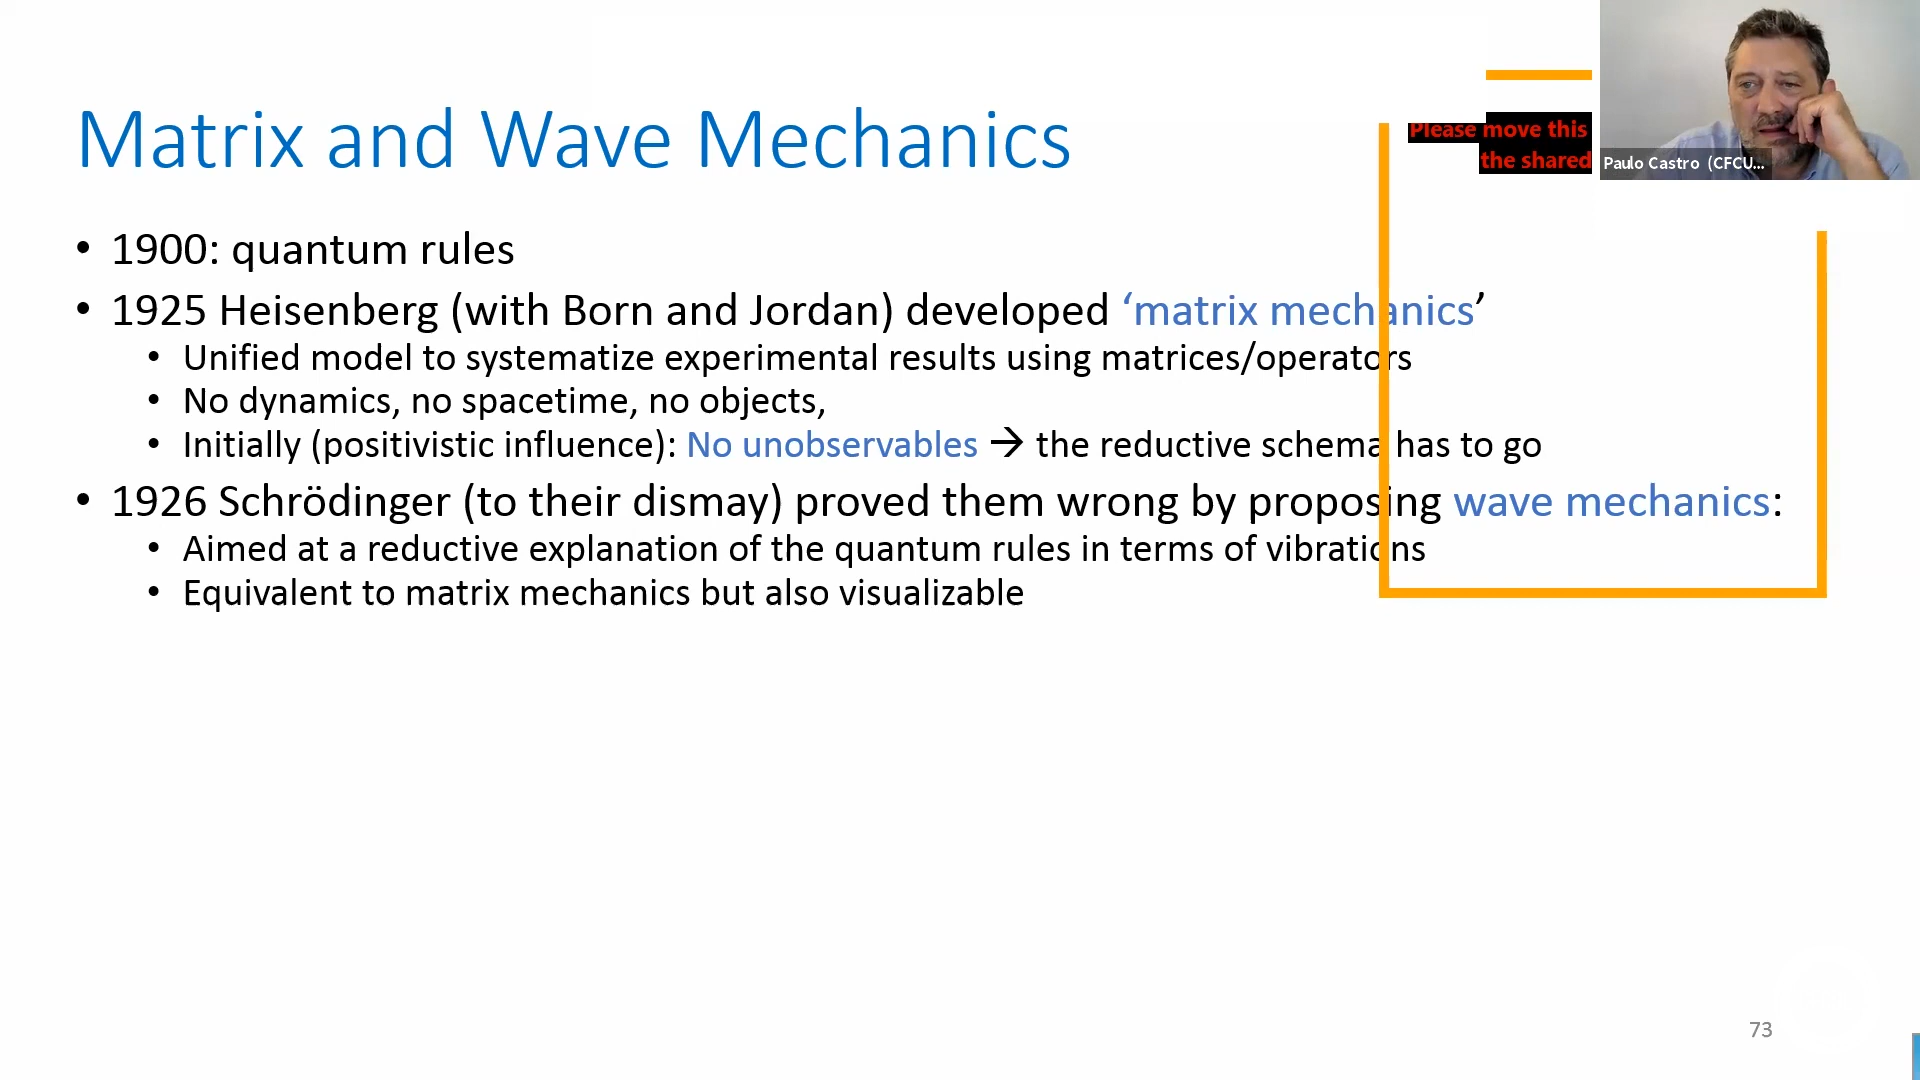 Matrix and Wave Mechanics
Please move this
the shared
Paulo Castro (CFCU...
• 1900: quantum rules
• 1925 Heisenberg (with Born and Jordan) developed ‘matrix mechanics’
• Unified model to systematize experimental results using matrices/operators
• No dynamics, no spacetime, no objects,
• Initially (positivistic influence): No unobservables → the reductive schema has to go
• 1926 Schrödinger (to their dismay) proved them wrong by proposing wave mechanics:
• Aimed at a reductive explanation of the quantum rules in terms of vibrations
• Equivalent to matrix mechanics but also visualizable
73